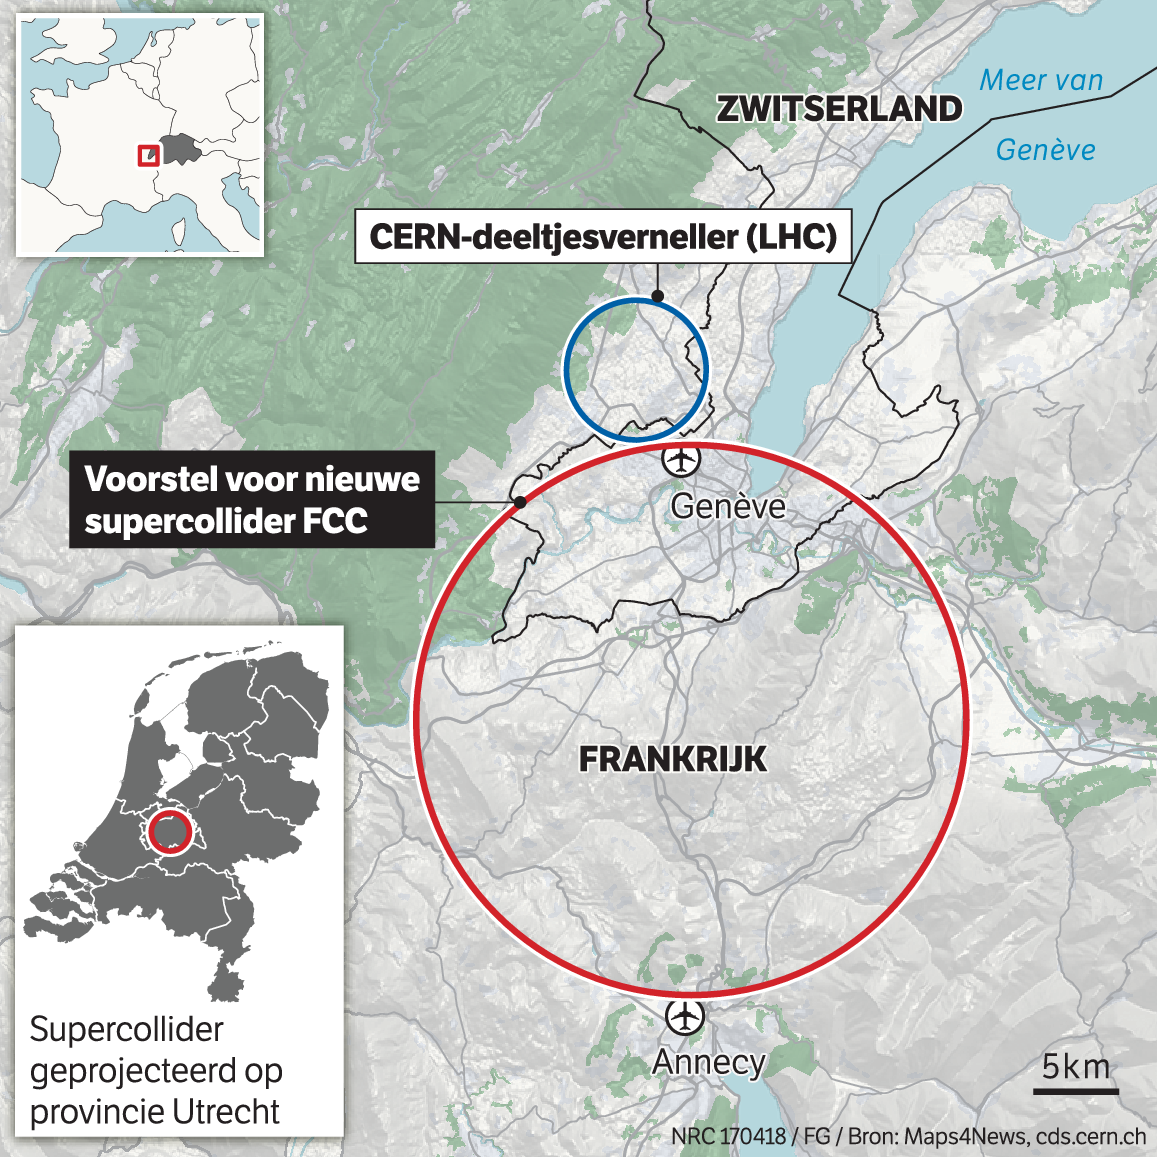 ZWITSERLAND
Meer van
Genève
CERN-deeltjesverneller (LHC)
Voorstel voor nieuwe
supercollider FCC
Genève
FRANKRIJK
Annecy
Supercollider
geprojecteerd op
provincie Utrecht
5km
NRC 170418 / FG / Bron: Maps4News, cds.cern.ch